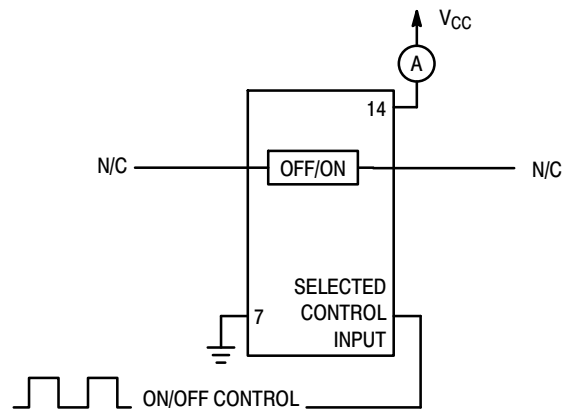 VCC
A
14
N/C
OFF/ON
N/C
SELECTED
7
CONTROL
INPUT
ON/OFF CONTROL